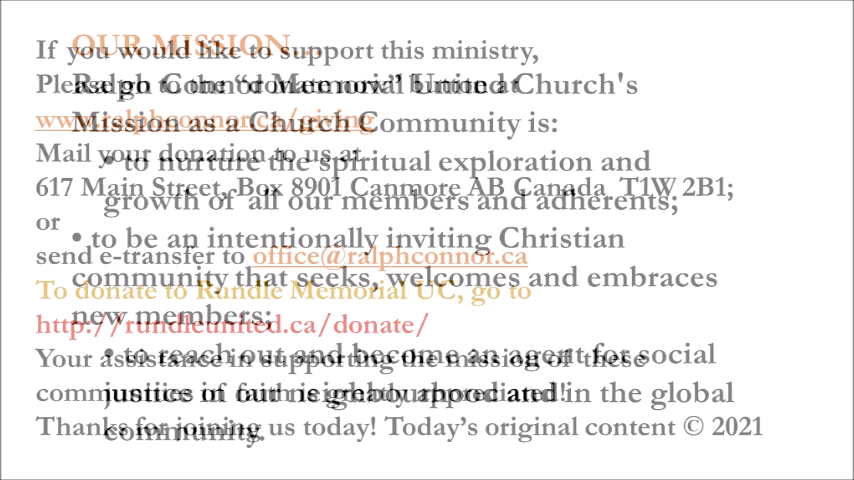 If you would like to support this ministry,
Please go to the “donate now” button at
www.ralphconnor.ca/giving
Mail your donation to us at
617 Main Street, Box 8901 Canmore AB Canada T1W 2B1;
or
send e-transfer to office@ralphconnor.ca
To donate to Rundle Memorial UC, go to
http://rundleunited.ca/donate/
Your assistance in supporting the mission of these
communities of faith is greatly appreciated!
Thanks for joining us today! Today’s original content © 2021
OUR MISSION…
Ralph Connor Memorial United Church's
Mission as a Church Community is:
• to nurture the spiritual exploration and
growth of all our members and adherents;
• to be an intentionally inviting Christian
community that seeks, welcomes and embraces
new members;
• to reach out and become an agent for social
justice in our neighbourhood and in the global
community.